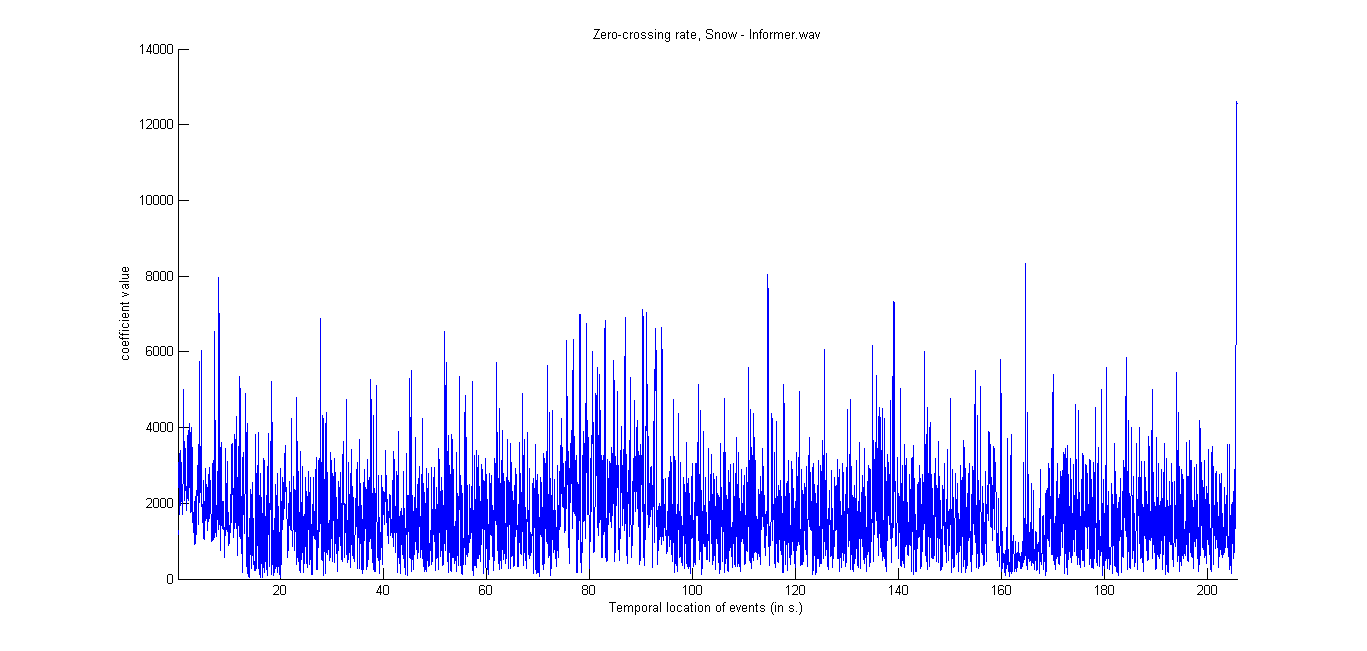 Zero-crossing rate, Snow - Informer.wav
14000
12000
10000
8000
6000
4000
2000
0
coefficient value
20 40 60 80 100 120 140 160 180 200
Temporal location of events (in s.)